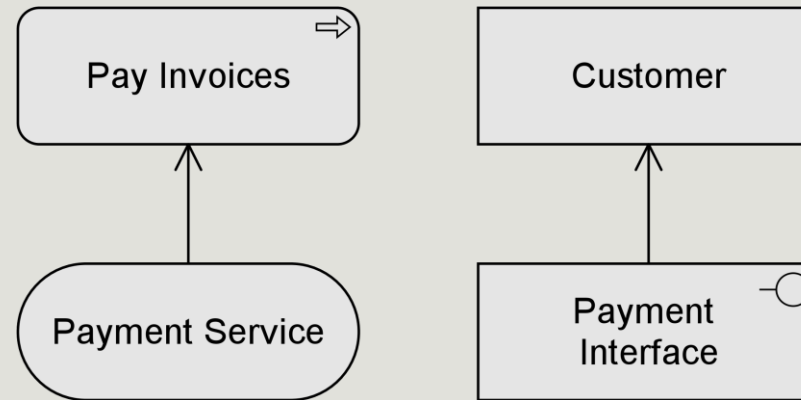 Pay Invoices
Customer
Payment Service
Payment
Interface